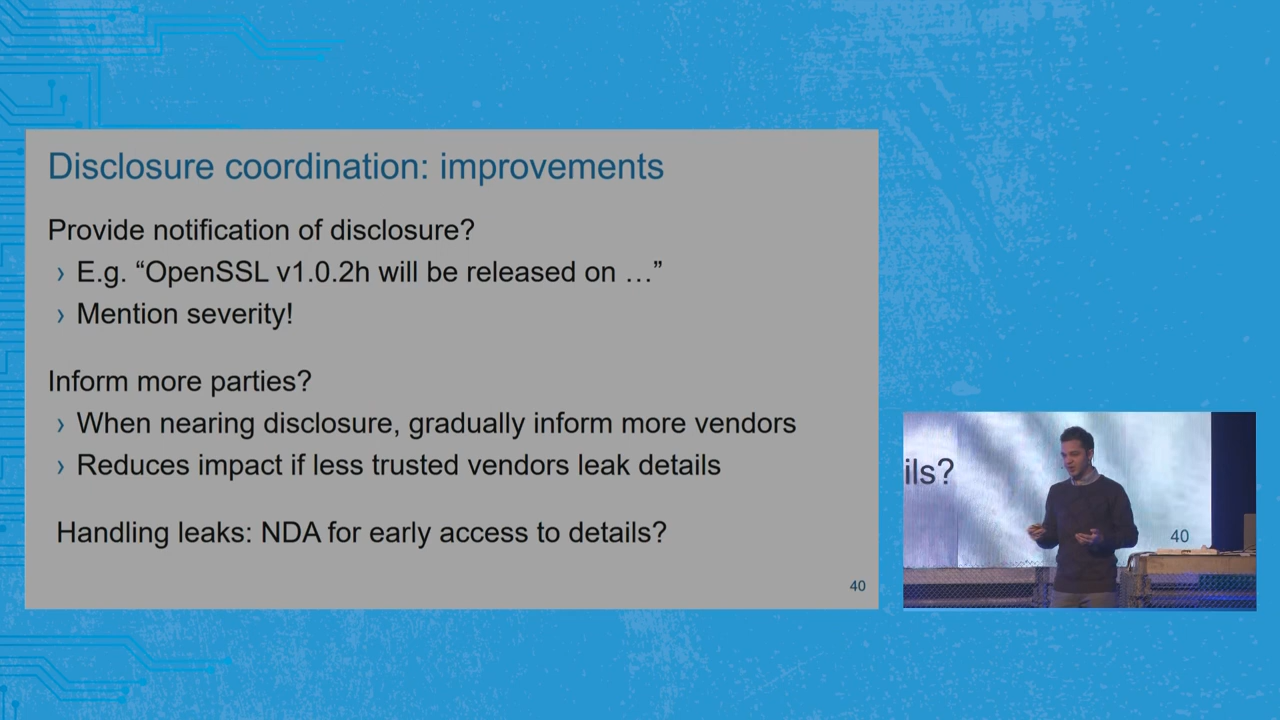 Disclosure coordination: improvements
Provide notification of disclosure?
› E.g. “OpenSSL v1.0.2h will be released on …”
› Mention severity!
Inform more parties?
› When nearing disclosure, gradually inform more vendors
› Reduces impact if less trusted vendors leak details
Handling leaks: NDA for early access to details?
40
ils?
40